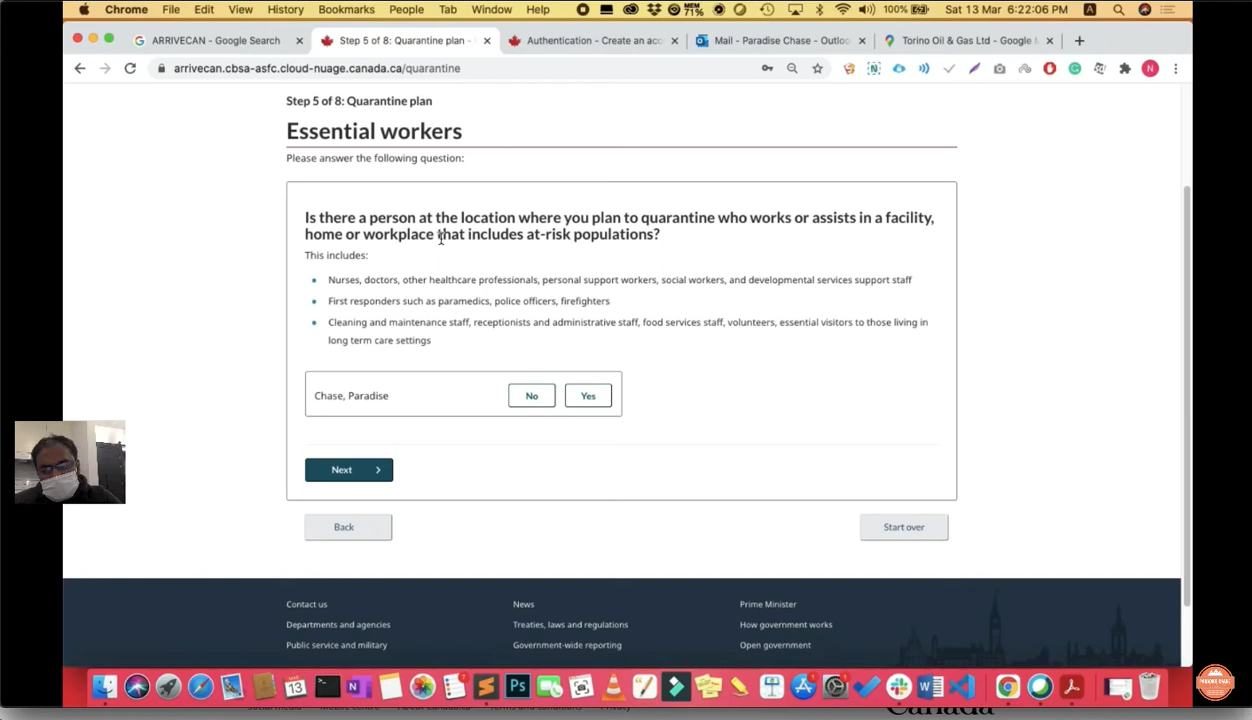 Chrome File Edit View History Bookmarks People Tab Window Help MEM 71% 100% Sat 13 Mar 6:22:06 PM A
ARRIVECAN - Google Search Step 5 of 8: Quarantine plan - Authentication - Create an acc Mail - Paradise Chase - Outloo Torino Oil & Gas Ltd - Google M
arrivecan.cbsa-asfc.cloud-nuage.canada.ca/quarantine N
Step 5 of 8: Quarantine plan
Essential workers
Please answer the following question:
Is there a person at the location where you plan to quarantine who works or assists in a facility,
home or workplace that includes at-risk populations?
This includes:
Nurses, doctors, other healthcare professionals, personal support workers, social workers, and developmental services support staff
First responders such as paramedics, police officers, firefighters
Cleaning and maintenance staff, receptionists and administrative staff, food services staff, volunteers, essential visitors to those living in
long term care settings
Chase, Paradise No Yes
Next
Back Start over
Contact us News Prime Minister
Departments and agencies Treaties, laws and regulations How government works
Public service and military Government-wide reporting Open government
13 N Ps W
PARADISE CHASE